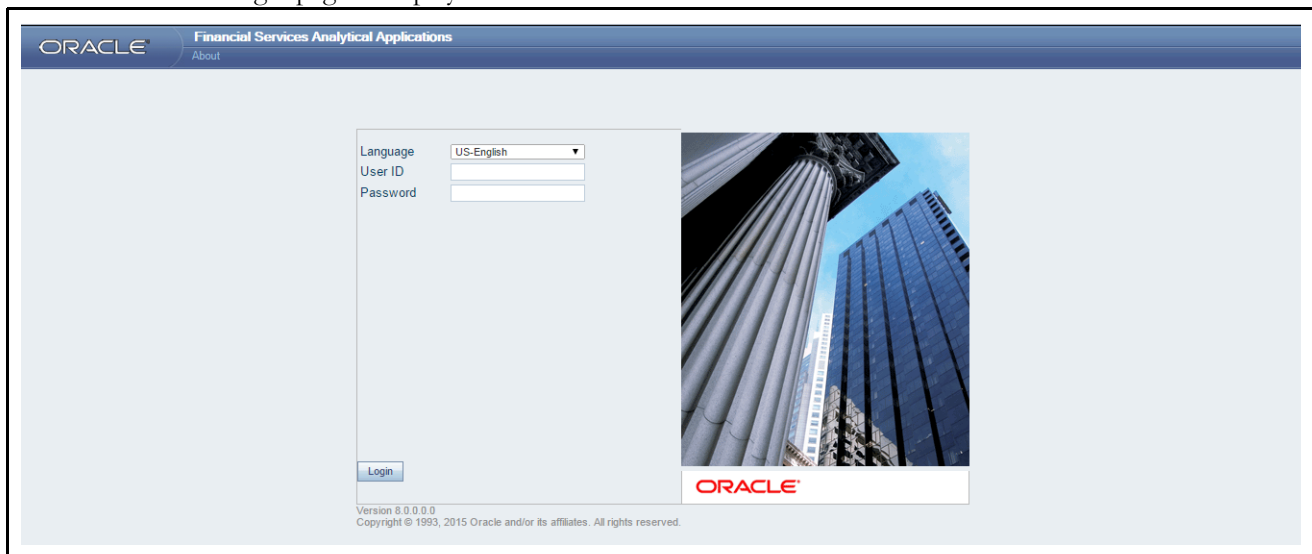 ORACLE®
Financial Services Analytical Applications
About
Language US-English
User ID
Password
Login
ORACLE®
Version 8.0.0.0.0
Copyright © 1993, 2015 Oracle and/or its affiliates. All rights reserved.